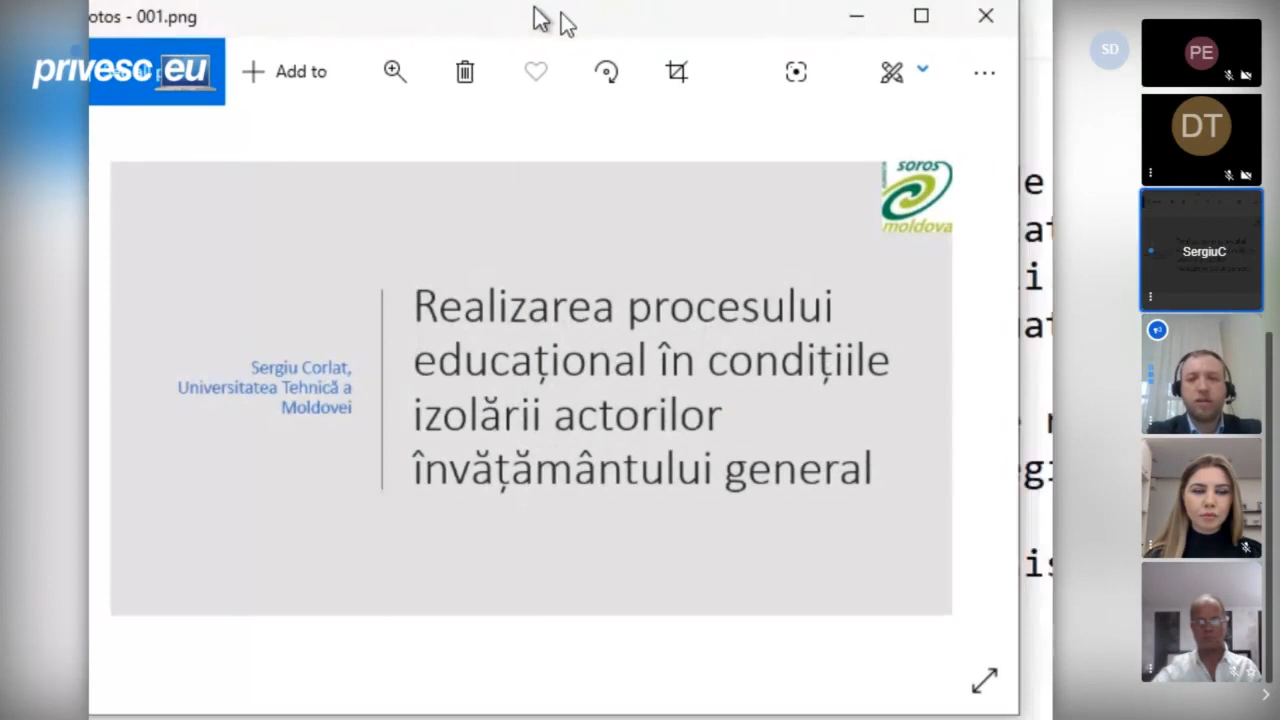 otos - 001.png
privesc.eu
Add to
soros
moldova
Realizarea procesului
educațional în condițiile
izolării actorilor
învățământului general
Sergiu Corlat,
Universitatea Tehnică a
Moldovei
SD
PE
DT
SergiuC